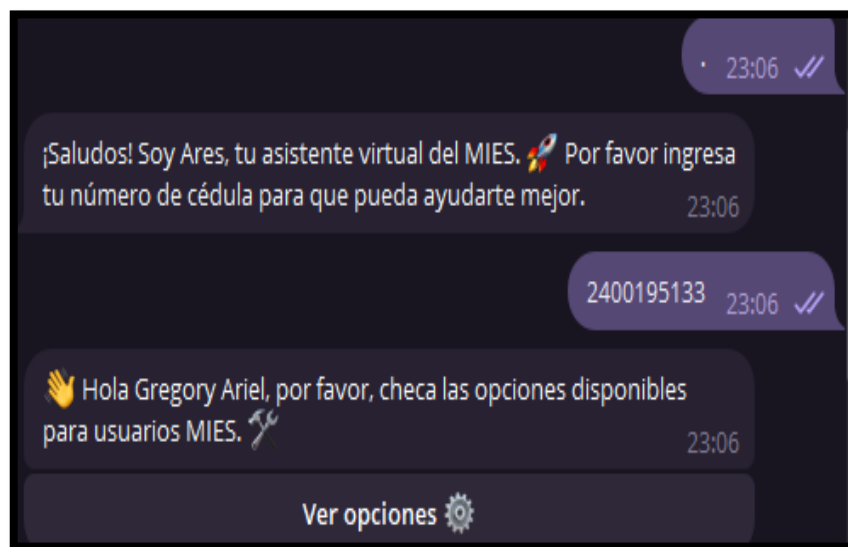 . 23:06
¡Saludos! Soy Ares, tu asistente virtual del MIES. 🚀 Por favor ingresa
tu número de cédula para que pueda ayudarte mejor.
23:06
2400195133 23:06
👋 Hola Gregory Ariel, por favor, checa las opciones disponibles
para usuarios MIES. 🛠
23:06
Ver opciones ⚙️